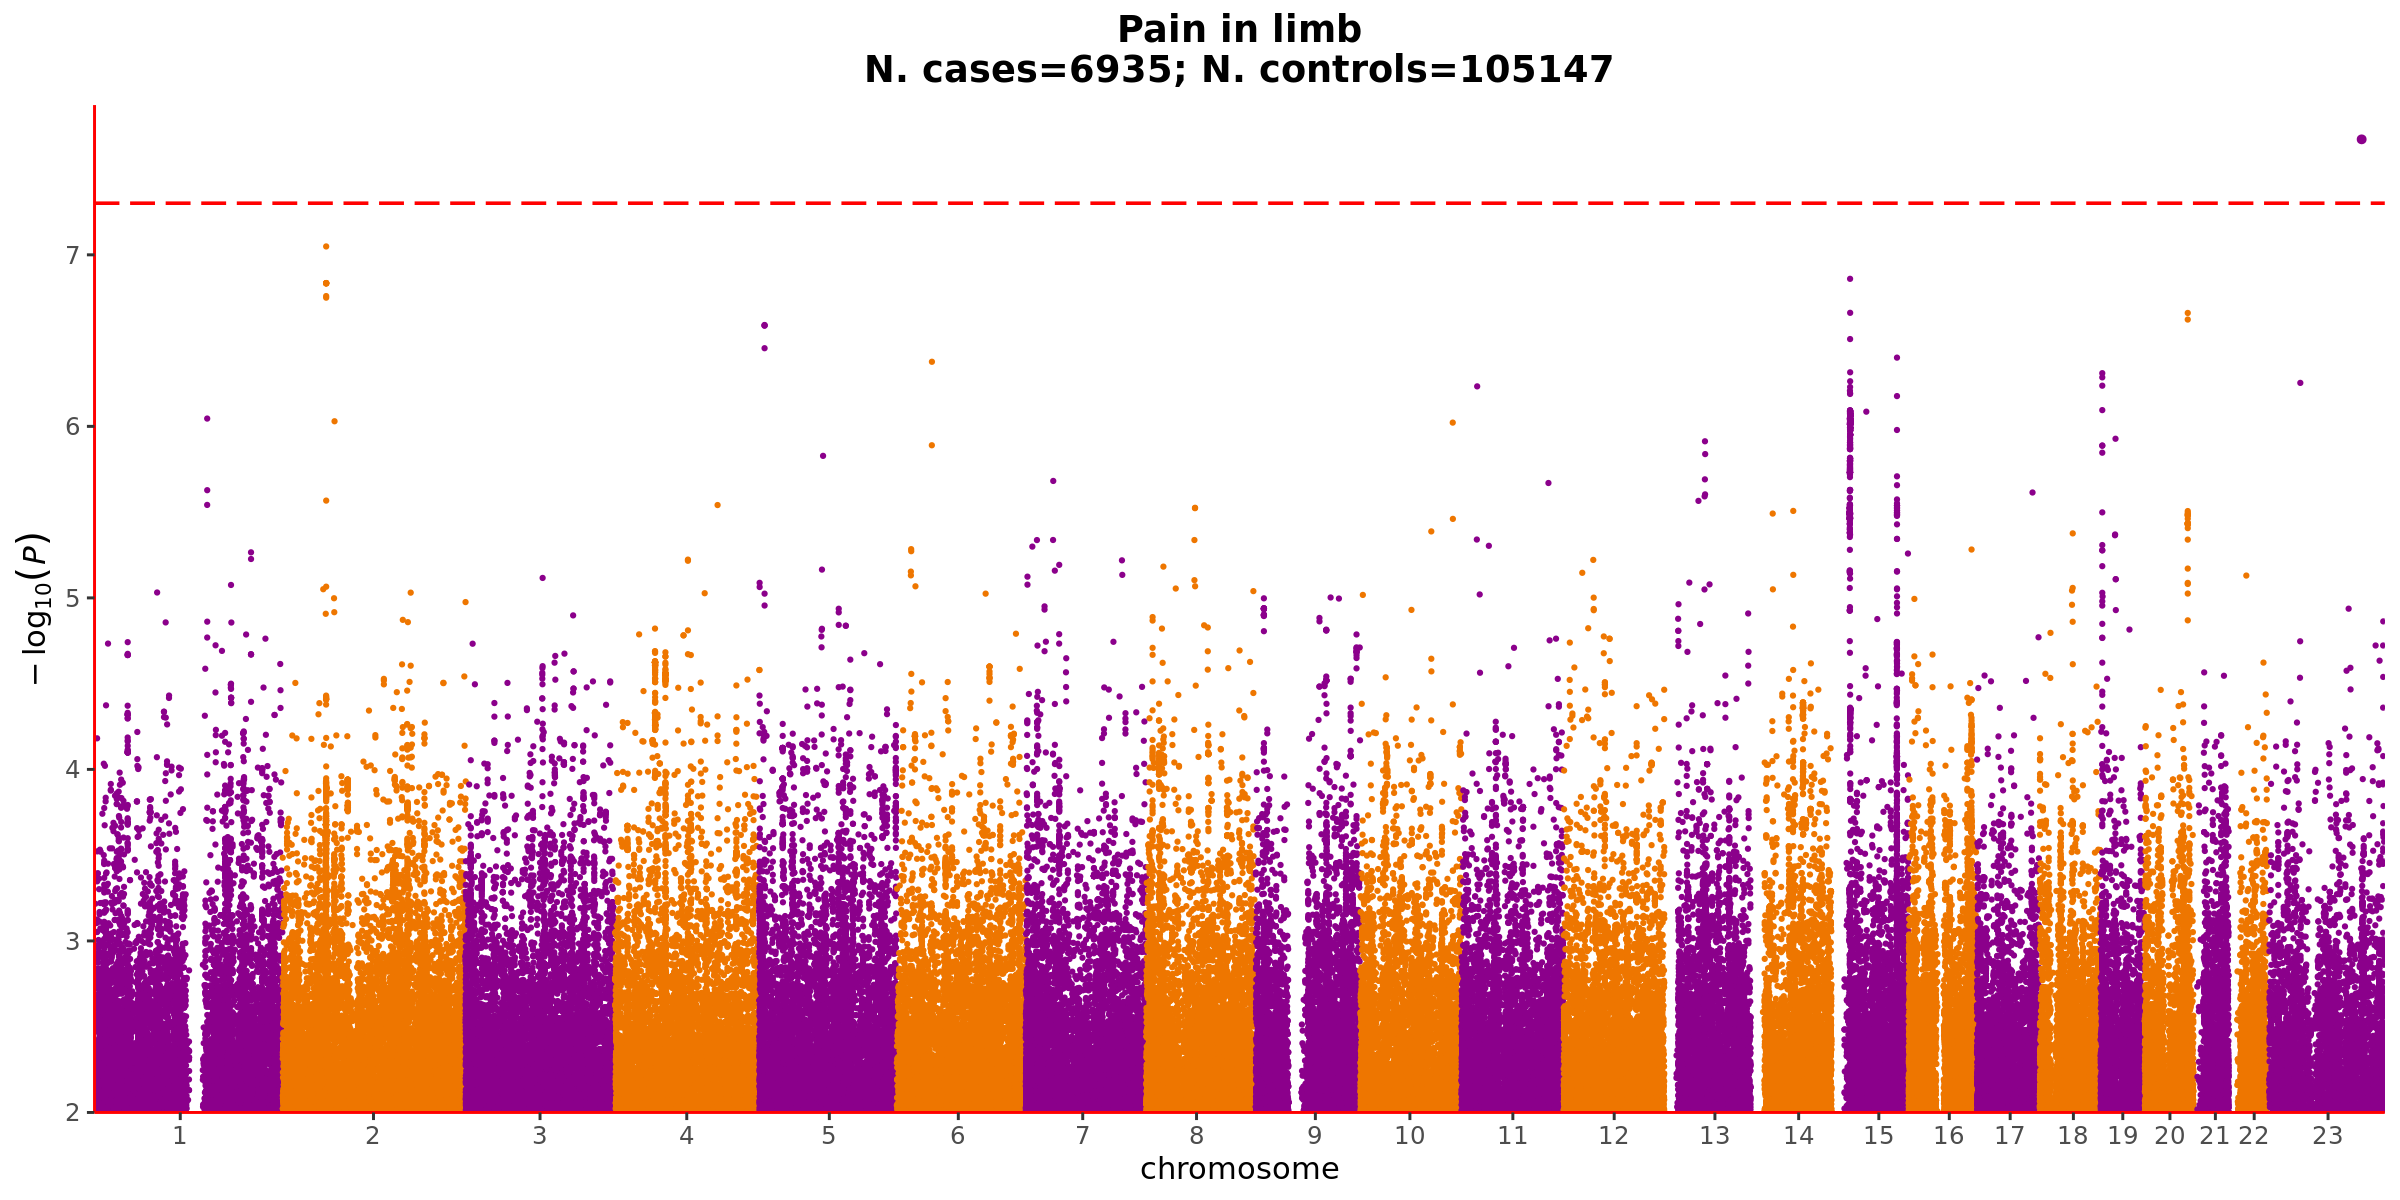 Pain in limb
N. cases=6935; N. controls=105147
− log10(P)
7
6
5
4
3
2
1 2 3 4 5 6 7 8 9 10 11 12 13 14 15 16 17 18 19 20 21 22 23
chromosome